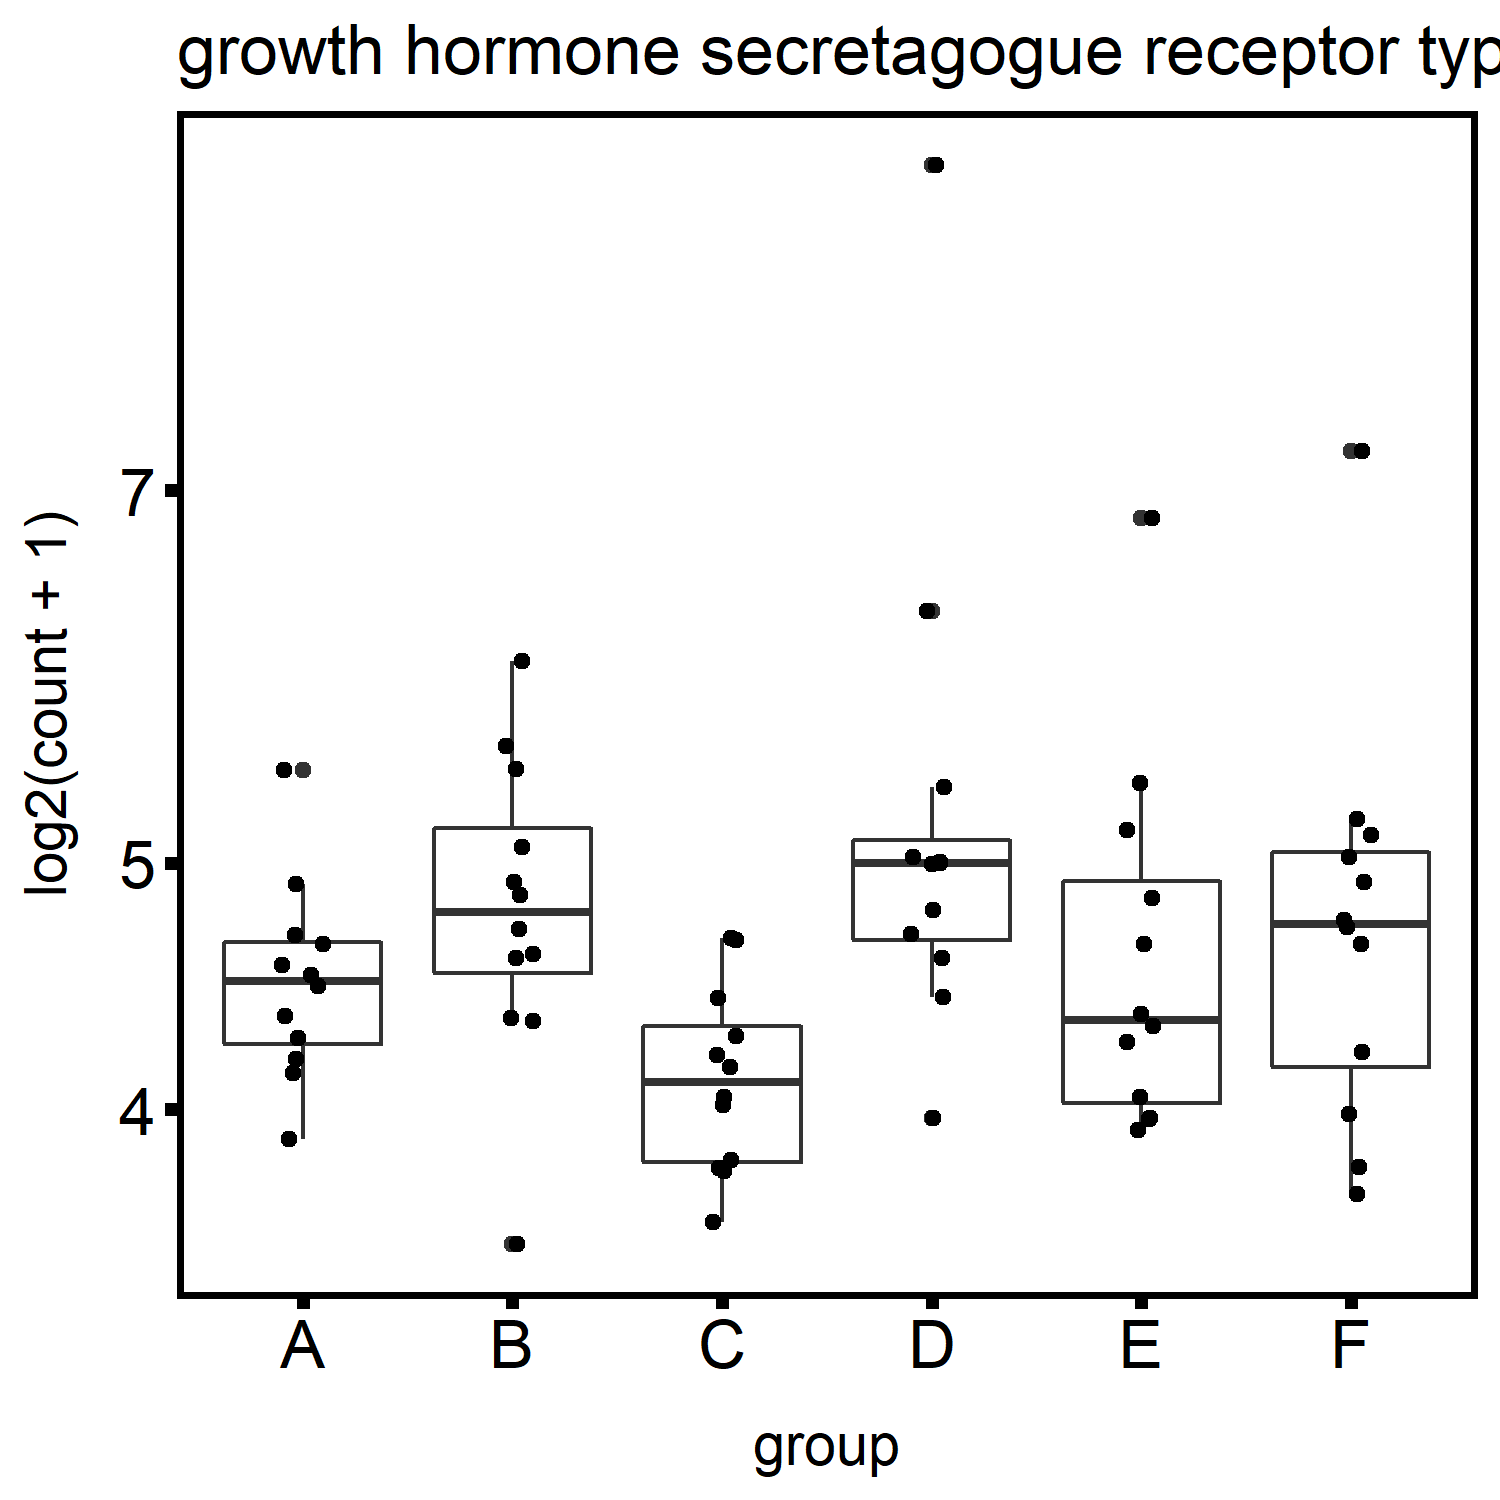 growth hormone secretagogue receptor typ
7
5
4
log2(count + 1)
A B C D E F
group